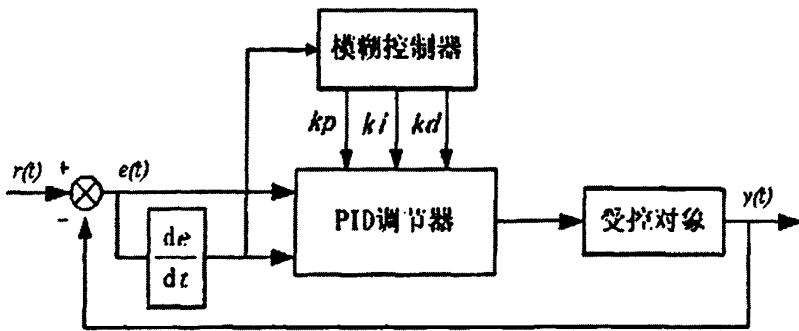 模糊控制器
kp ki kd
r(t) + e(t)
PID调节器
受控对象
y(t)
−
de
dt